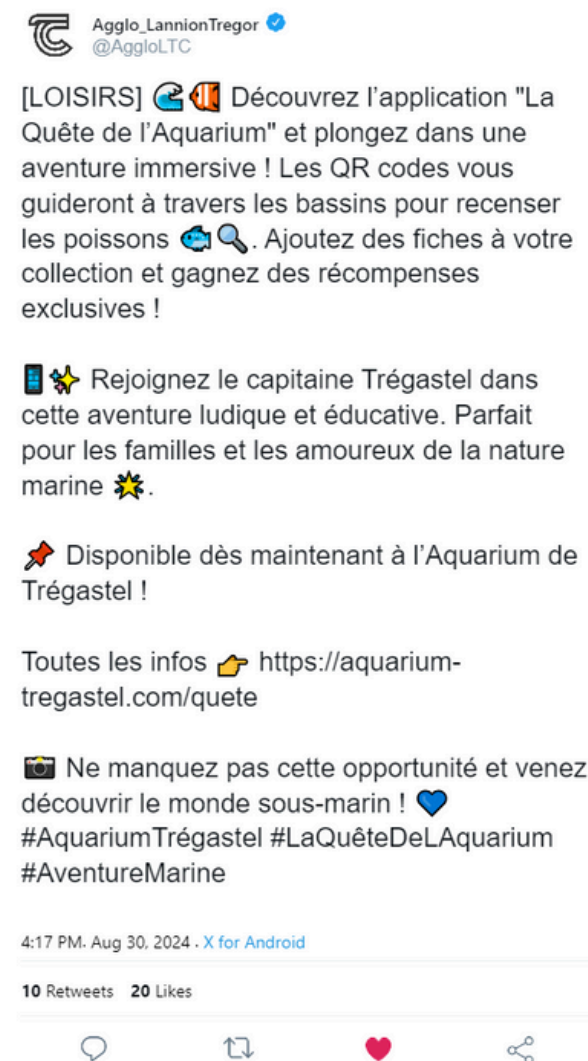 Agglo_LannionTregor
@AggloLTC
[LOISIRS] 🌊🐠 Découvrez l’application "La
Quête de l’Aquarium" et plongez dans une
aventure immersive ! Les QR codes vous
guideront à travers les bassins pour recenser
les poissons 🐟🔍. Ajoutez des fiches à votre
collection et gagnez des récompenses
exclusives !
📱✨ Rejoignez le capitaine Trégastel dans
cette aventure ludique et éducative. Parfait
pour les familles et les amoureux de la nature
marine 🌟.
📌 Disponible dès maintenant à l’Aquarium de
Trégastel !
Toutes les infos 👉 https://aquarium-
tregastel.com/quete
📷 Ne manquez pas cette opportunité et venez
découvrir le monde sous-marin ! 💙
#AquariumTrégastel #LaQuêteDeLAquarium
#AventureMarine
4:17 PM. Aug 30, 2024 . X for Android
10 Retweets 20 Likes